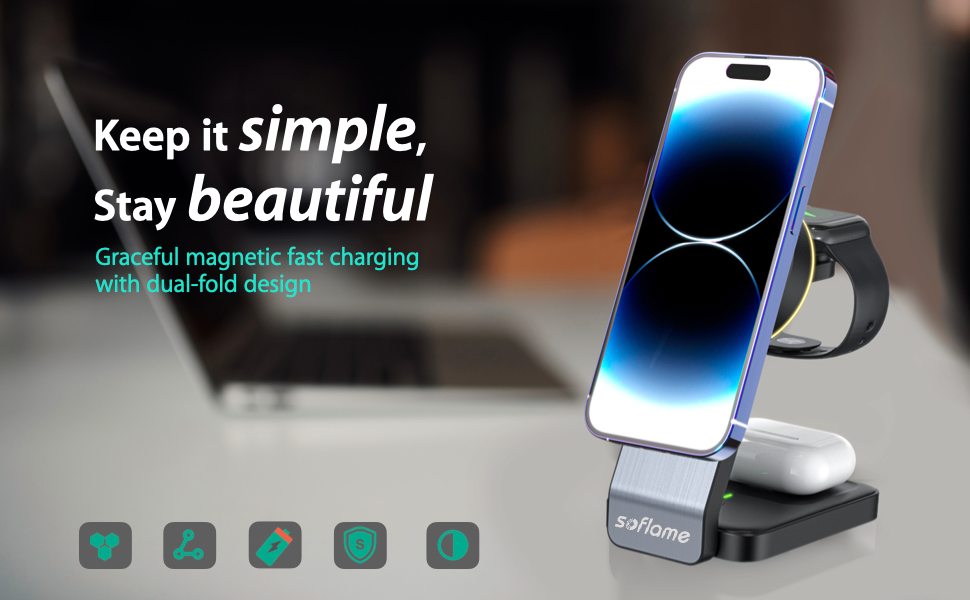 Keep it simple,
Stay beautiful
Graceful magnetic fast charging
with dual-fold design
soflame
S